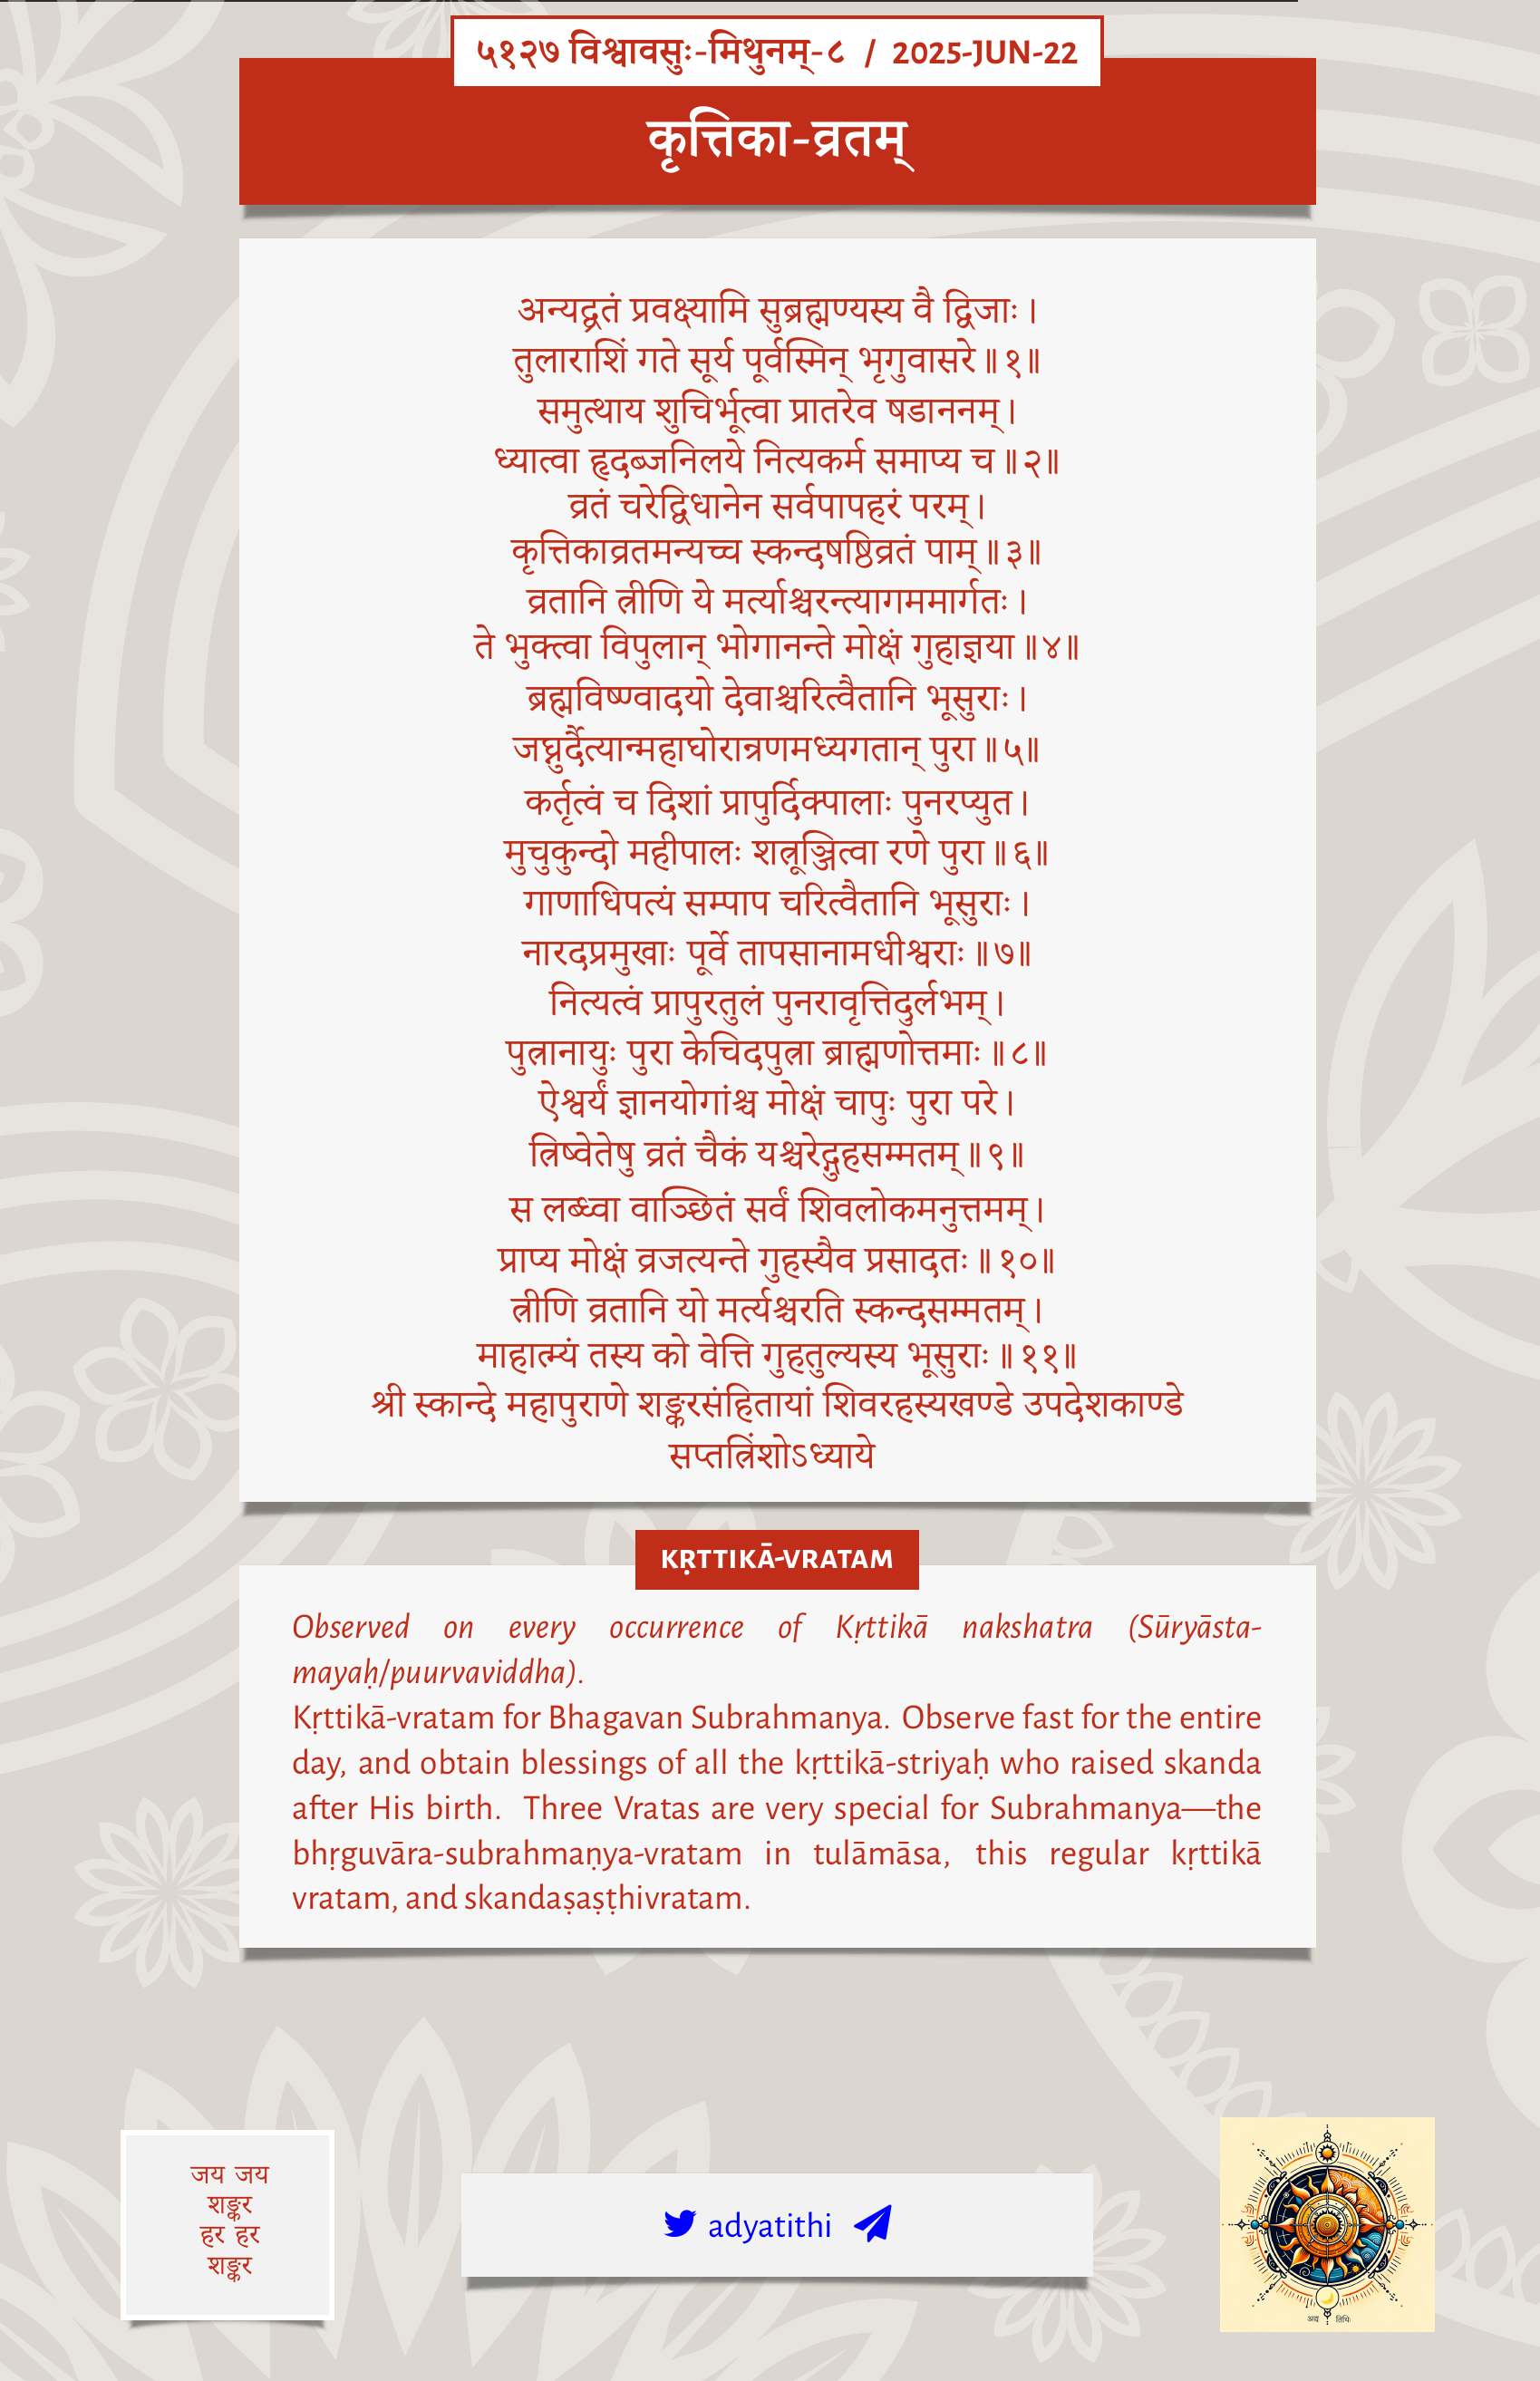 ५१२७ विश्वावसुः-मिथुनम्-८ / 2025-JUN-22
कृत्तिका-व्रतम्
अन्यद्व्रतं प्रवक्ष्यामि सुब्रह्मण्यस्य वै द्विजाः।
तुलाराशिं गते सूर्य पूर्वस्मिन् भृगुवासरे॥१॥
समुत्थाय शुचिर्भूत्वा प्रातरेव षडाननम्।
ध्यात्वा हृदब्जनिलये नित्यकर्म समाप्य च॥२॥
व्रतं चरेद्विधानेन सर्वपापहरं परम्।
कृत्तिकाव्रतमन्यच्च स्कन्दषष्ठिव्रतं पाम्॥३॥
व्रतानि त्रीणि ये मर्त्याश्चरन्त्यागममार्गतः।
ते भुक्त्वा विपुलान् भोगानन्ते मोक्षं गुहाज्ञया॥४॥
ब्रह्मविष्ण्वादयो देवाश्चरित्वैतानि भूसुराः।
जघ्नुर्दैत्यान्महाघोरान्रणमध्यगतान् पुरा॥५॥
कर्तृत्वं च दिशां प्रापुर्दिक्पालाः पुनरप्युत।
मुचुकुन्दो महीपालः शत्रूञ्जित्वा रणे पुरा॥६॥
गाणाधिपत्यं सम्पाप चरित्वैतानि भूसुराः।
नारदप्रमुखाः पूर्वे तापसानामधीश्वराः॥७॥
नित्यत्वं प्रापुरतुलं पुनरावृत्तिदुर्लभम्।
पुत्रानायुः पुरा केचिदपुत्रा ब्राह्मणोत्तमाः॥८॥
ऐश्वर्यं ज्ञानयोगांश्च मोक्षं चापुः पुरा परे।
त्रिष्वेतेषु व्रतं चैकं यश्चरेद्गुहसम्मतम्॥९॥
स लब्ध्वा वाञ्छितं सर्वं शिवलोकमनुत्तमम्।
प्राप्य मोक्षं व्रजत्यन्ते गुहस्यैव प्रसादतः॥१०॥
त्रीणि व्रतानि यो मर्त्यश्चरति स्कन्दसम्मतम्।
माहात्म्यं तस्य को वेत्ति गुहतुल्यस्य भूसुराः॥११॥
श्री स्कान्दे महापुराणे शङ्करसंहितायां शिवरहस्यखण्डे उपदेशकाण्डे
सप्तत्रिंशोऽध्याये
KṚTTIKĀ-VRATAM
Observed on every occurrence of Kṛttikā nakshatra (Sūryāsta-
mayaḥ/puurvaviddha).
Kṛttikā-vratam for Bhagavan Subrahmanya. Observe fast for the entire
day, and obtain blessings of all the kṛttikā-striyaḥ who raised skanda
after His birth. Three Vratas are very special for Subrahmanya—the
bhṛguvāra-subrahmaṇya-vratam in tulāmāsa, this regular kṛttikā
vratam, and skandaṣaṣṭhivratam.
जय जय
शङ्कर
हर हर
शङ्कर
adyatithi
अद्य तिथिः